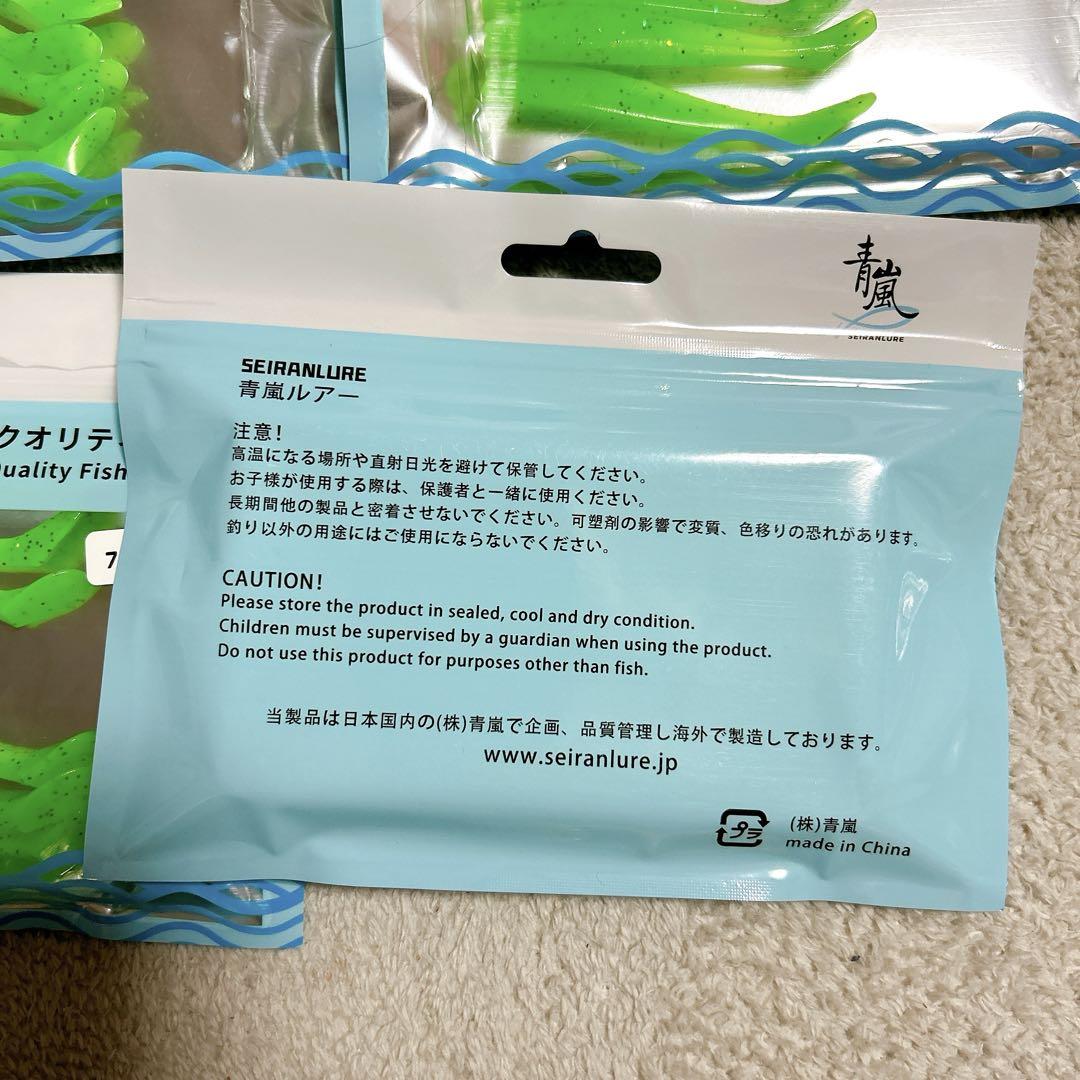 青嵐
SEIRANLURE
SEIRANLURE
青嵐ルアー
注意！
高温になる場所や直射日光を避けて保管してください。
お子様が使用する際は、保護者と一緒に使用ください。
長期間他の製品と密着させないでください。可塑剤の影響で変質、色移りの恐れがあります。
釣り以外の用途にはご使用にならないでください。
CAUTION!
Please store the product in sealed, cool and dry condition.
Children must be supervised by a guardian when using the product.
Do not use this product for purposes other than fish.
当製品は日本国内の(株)青嵐で企画、品質管理し海外で製造しております。
www.seiranlure.jp
プラ
(株)青嵐
made in China
クオリテ
uality Fish
7